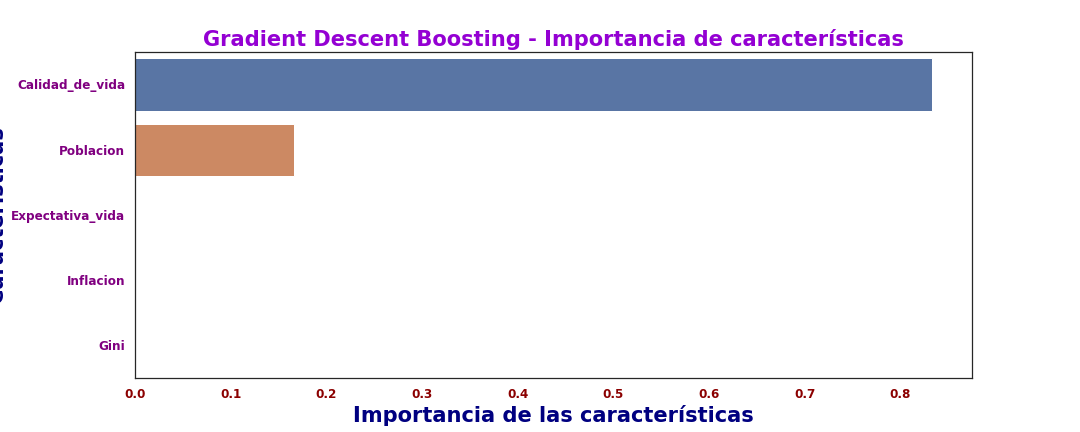 Gradient Descent Boosting - Importancia de características
Calidad_de_vida
Poblacion
Expectativa_vida
Inflacion
Gini
0.0 0.1 0.2 0.3 0.4 0.5 0.6 0.7 0.8
Importancia de las características